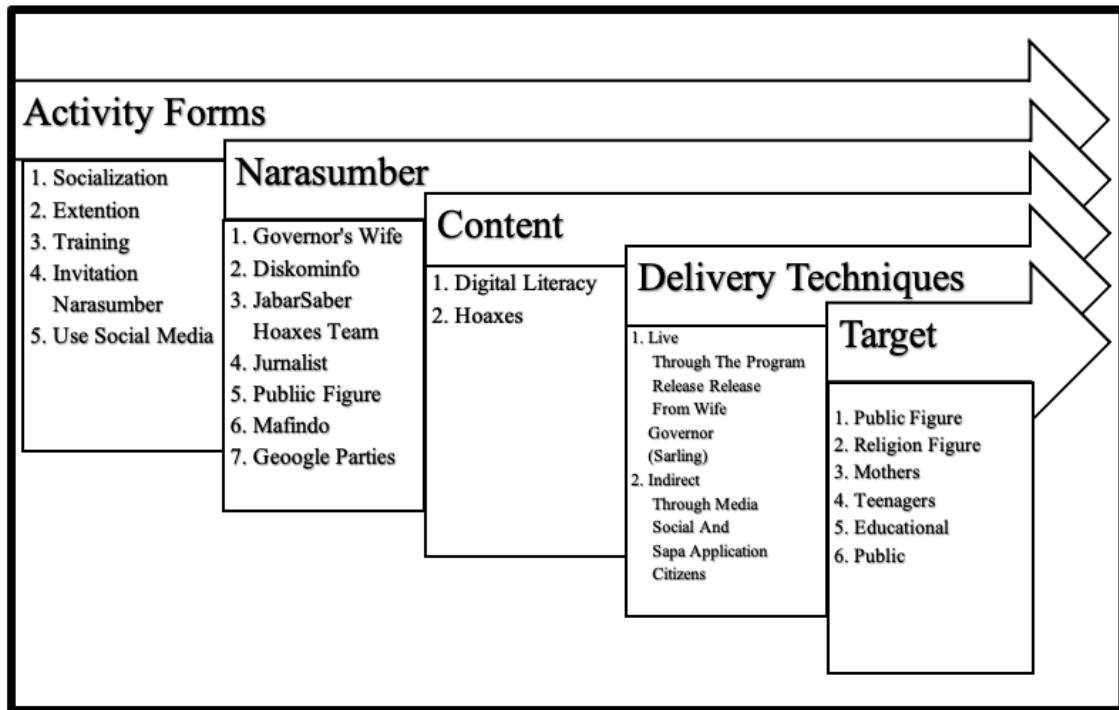 Activity Forms
1. Socialization
2. Extention
3. Training
4. Invitation
Narasumber
5. Use Social Media
Narasumber
1. Governor's Wife
2. Diskominfo
3. JabarSaber
Hoaxes Team
4. Jurnalist
5. Publiic Figure
6. Mafindo
7. Geoogle Parties
Content
1. Digital Literacy
2. Hoaxes
Delivery Techniques
1. Live
Through The Program
Release Release
From Wife
Governor
(Sarling)
2. Indirect
Through Media
Social And
Sapa Application
Citizens
Target
1. Public Figure
2. Religion Figure
3. Mothers
4. Teenagers
5. Educational
6. Public